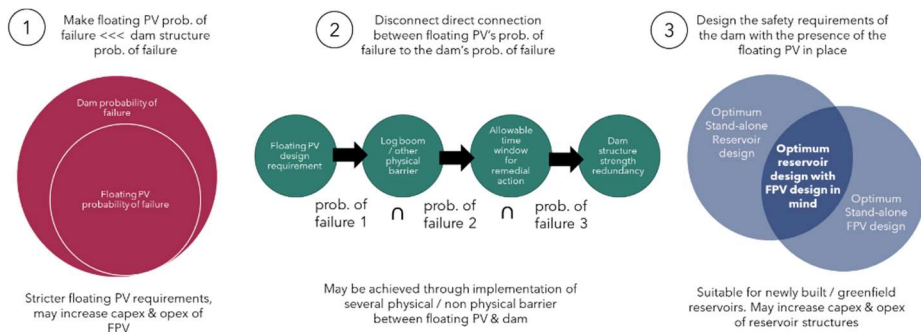 1
Make floating PV prob. of
failure <<< dam structure
prob. of failure
Dam probability of
failure
Floating PV
probability of failure
Stricter floating PV requirements,
may increase capex & opex of
FPV
2
Disconnect direct connection
between floating PV's prob. of
failure to the dam's prob. of failure
Floating PV
design
requirement
Log boom
/ other
physical
barrier
Allowable
time
window
for
remedial
action
Dam
structure
strength
redundancy
prob. of
failure 1
∩
prob. of
failure 2
∩
prob. of
failure 3
May be achieved through implementation of
several physical / non physical barrier
between floating PV & dam
3
Design the safety requirements of
the dam with the presence of the
floating PV in place
Optimum
Stand-alone
Reservoir
design
Optimum
reservoir
design with
FPV design in
mind
Optimum
Stand-alone
FPV design
Suitable for newly built / greenfield
reservoirs. May increase capex & opex
of reservoir structures